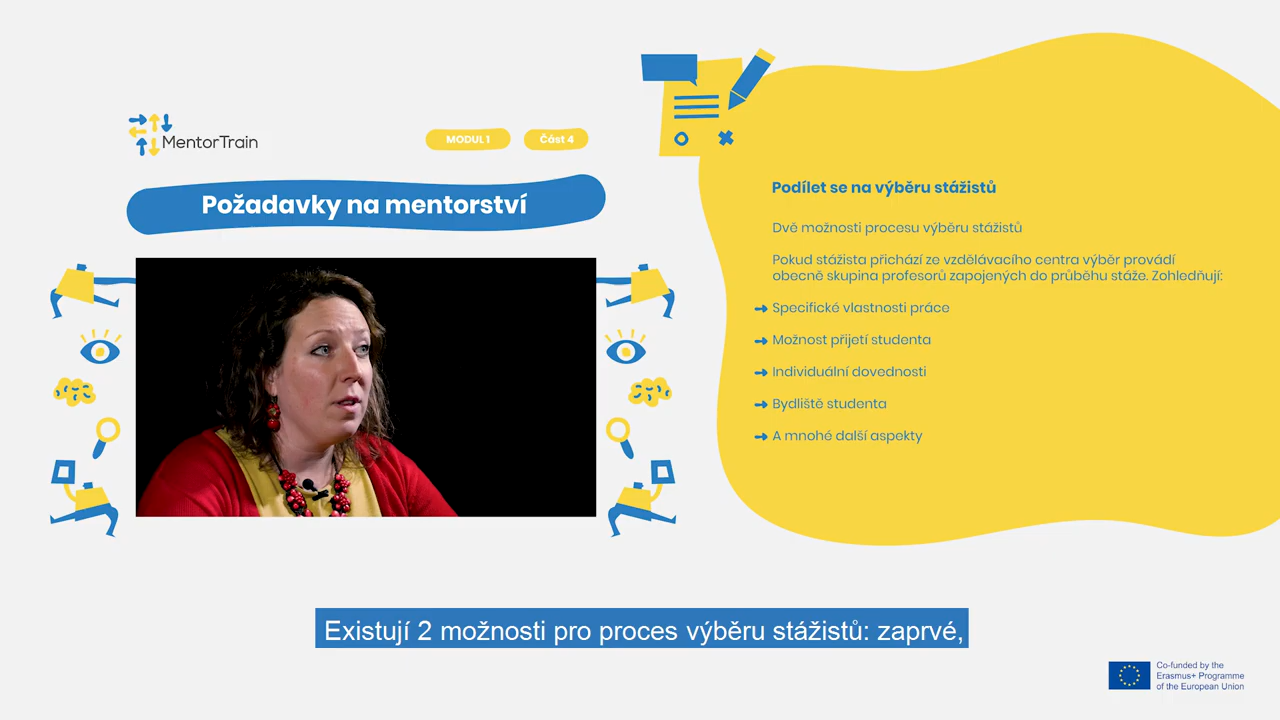 MentorTrain
MODUL 1
Část 4
Požadavky na mentorství
Podílet se na výběru stážistů
Dvě možnosti procesu výběru stážistů
Pokud stážista přichází ze vzdělávacího centra výběr provádí
obecně skupina profesorů zapojených do průběhu stáže. Zohledňují:
Specifické vlastnosti práce
Možnost přijetí studenta
Individuální dovednosti
Bydliště studenta
A mnohé další aspekty
Existují 2 možnosti pro proces výběru stážistů: zaprvé,
Co-funded by the
Erasmus+ Programme
of the European Union